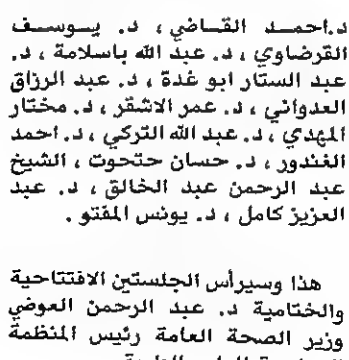 د.احمد القاضي، د. يوسف
القرضاوي ، د. عبد الله باسلامة ، د.
عبد الستار ابو غدة ، د. عبد الرزاق
العدواني ، د. عمر الاشقر ، د. مختار
المهدي ، د. عبد الله التركي ، د. احمد
الغندور ، د. حسان حتحوت ، الشيخ
عبد الرحمن عبد الخالق ، د. عبد
العزيز كامل ، د. يونس المفتو .
هذا وسيرأس الجلستين الافتتاحية
والختامية د. عبد الرحمن العوضي
وزير الصحة العامة رئيس المنظمة